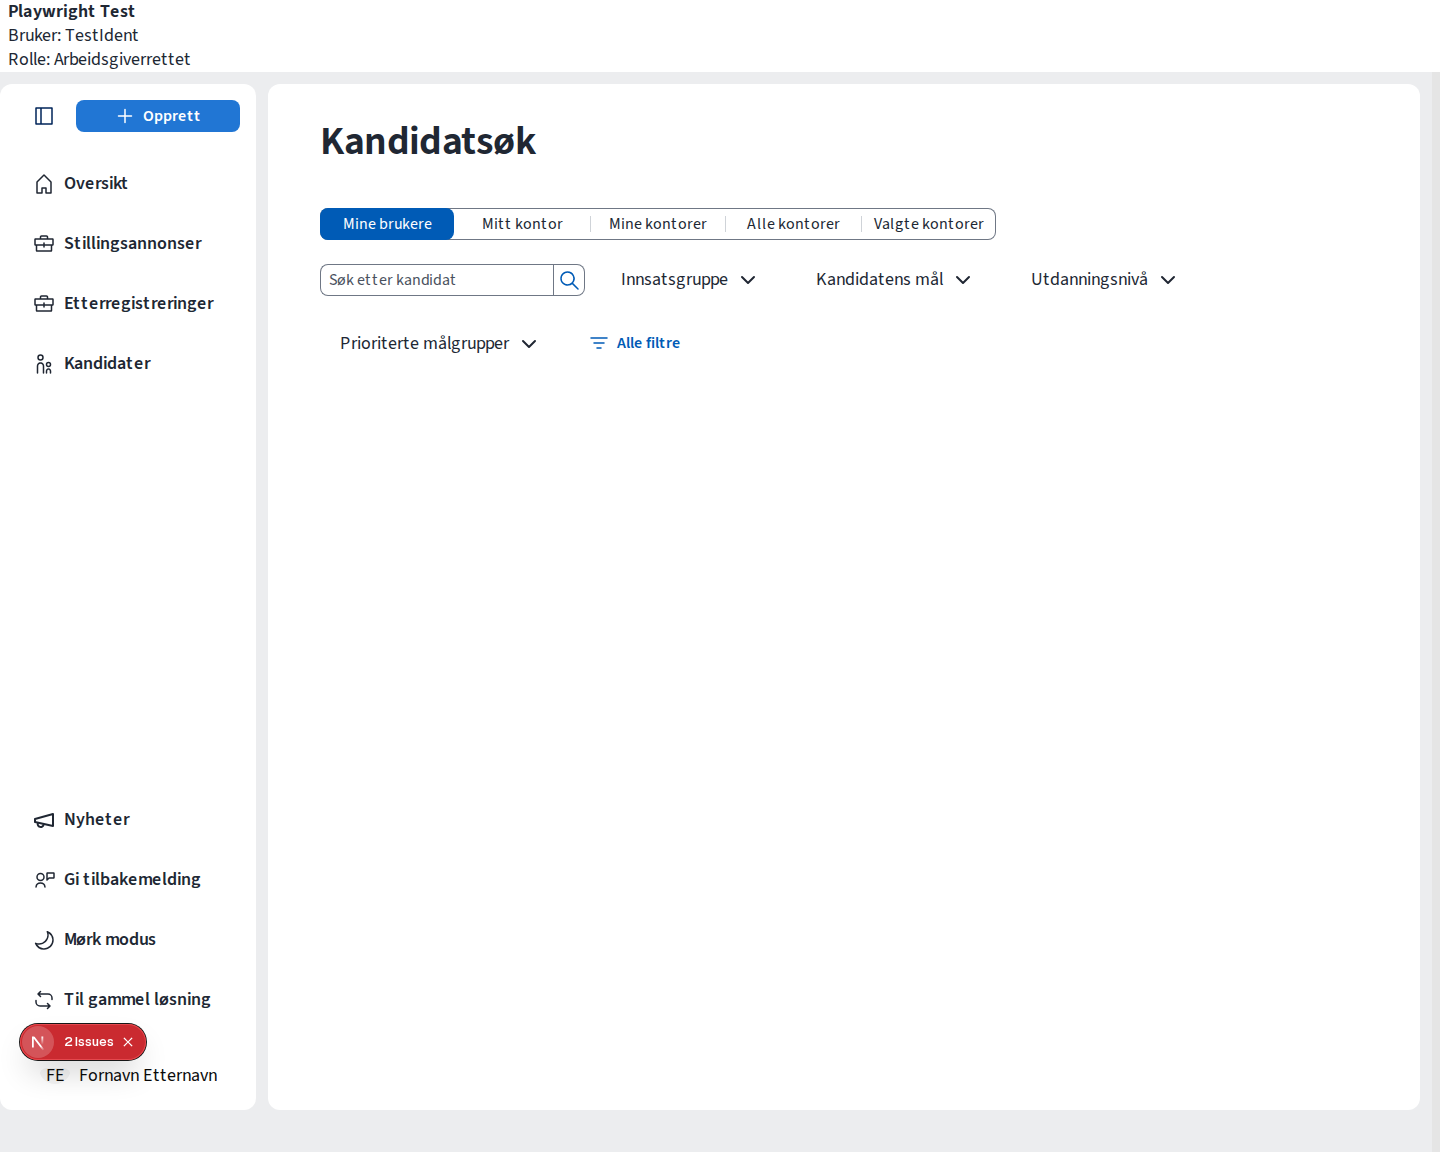 Playwright Test
Bruker: TestIdent
Rolle: Arbeidsgiverrettet
Opprett
Oversikt
Stillingsannonser
Etterregistreringer
Kandidater
Nyheter
Gi tilbakemelding
Mørk modus
Til gammel løsning
N 2 Issues
FE Fornavn Etternavn
Kandidatsøk
Mine brukere Mitt kontor Mine kontorer Alle kontorer Valgte kontorer
Søk etter kandidat Innsatsgruppe Kandidatens mål Utdanningsnivå
Prioriterte målgrupper Alle filtre